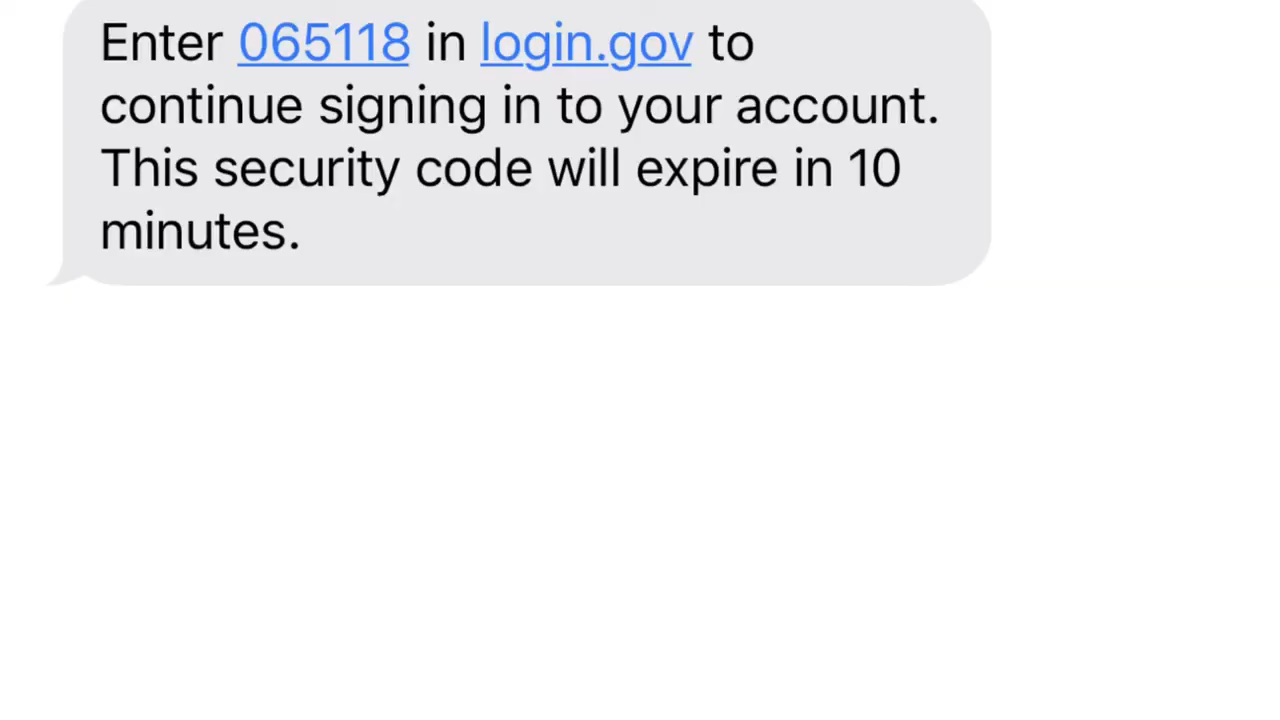 Enter 065118 in login.gov to
continue signing in to your account.
This security code will expire in 10
minutes.